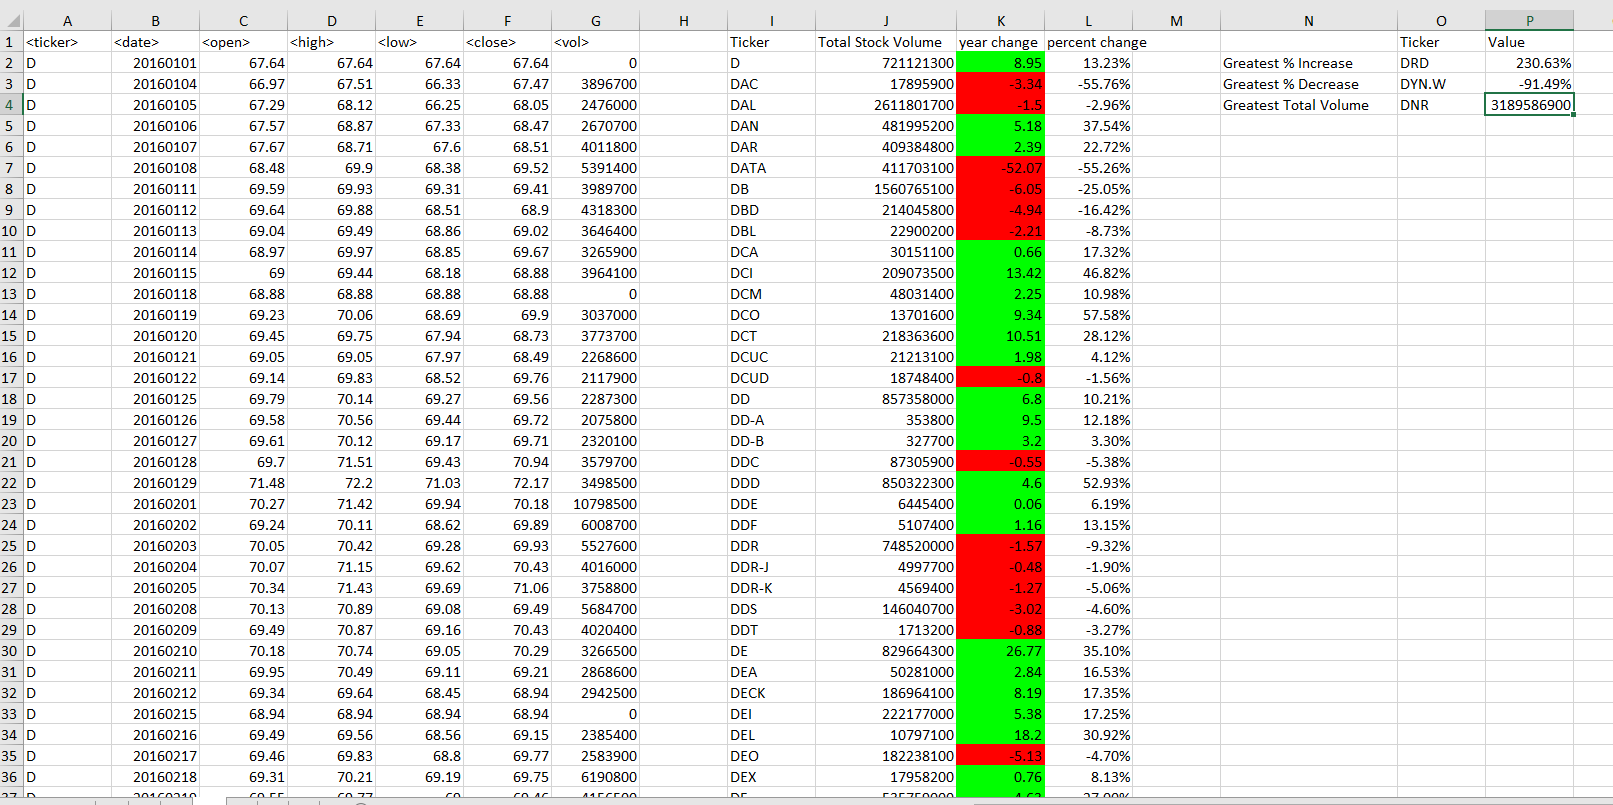 A B C D E F G H I J K L M N O P
1 <ticker> <date> <open> <high> <low> <close> <vol> Ticker Total Stock Volume year change percent change Ticker Value
2 D 20160101 67.64 67.64 67.64 67.64 0 D 721121300 8.95 13.23% Greatest % Increase DRD 230.63%
3 D 20160104 66.97 67.51 66.33 67.47 3896700 DAC 17895900 -3.34 -55.76% Greatest % Decrease DYN.W -91.49%
4 D 20160105 67.29 68.12 66.25 68.05 2476000 DAL 2611801700 -1.5 -2.96% Greatest Total Volume DNR 3189586900
5 D 20160106 67.57 68.87 67.33 68.47 2670700 DAN 481995200 5.18 37.54%
6 D 20160107 67.67 68.71 67.6 68.51 4011800 DAR 409384800 2.39 22.72%
7 D 20160108 68.48 69.9 68.38 69.52 5391400 DATA 411703100 -52.07 -55.26%
8 D 20160111 69.59 69.93 69.31 69.41 3989700 DB 1560765100 -6.05 -25.05%
9 D 20160112 69.64 69.88 68.51 68.9 4318300 DBD 214045800 -4.94 -16.42%
10 D 20160113 69.04 69.49 68.86 69.02 3646400 DBL 22900200 -2.21 -8.73%
11 D 20160114 68.97 69.97 68.85 69.67 3265900 DCA 30151100 0.66 17.32%
12 D 20160115 69 69.44 68.18 68.88 3964100 DCI 209073500 13.42 46.82%
13 D 20160118 68.88 68.88 68.88 68.88 0 DCM 48031400 2.25 10.98%
14 D 20160119 69.23 70.06 68.69 69.9 3037000 DCO 13701600 9.34 57.58%
15 D 20160120 69.45 69.75 67.94 68.73 3773700 DCT 218363600 10.51 28.12%
16 D 20160121 69.05 69.05 67.97 68.49 2268600 DCUC 21213100 1.98 4.12%
17 D 20160122 69.14 69.83 68.52 69.76 2117900 DCUD 18748400 -0.8 -1.56%
18 D 20160125 69.79 70.14 69.27 69.56 2287300 DD 857358000 6.8 10.21%
19 D 20160126 69.58 70.56 69.44 69.72 2075800 DD-A 353800 9.5 12.18%
20 D 20160127 69.61 70.12 69.17 69.71 2320100 DD-B 327700 3.2 3.30%
21 D 20160128 69.7 71.51 69.43 70.94 3579700 DDC 87305900 -0.55 -5.38%
22 D 20160129 71.48 72.2 71.03 72.17 3498500 DDD 850322300 4.6 52.93%
23 D 20160201 70.27 71.42 69.94 70.18 10798500 DDE 6445400 0.06 6.19%
24 D 20160202 69.24 70.11 68.62 69.89 6008700 DDF 5107400 1.16 13.15%
25 D 20160203 70.05 70.42 69.28 69.93 5527600 DDR 748520000 -1.57 -9.32%
26 D 20160204 70.07 71.15 69.62 70.43 4016000 DDR-J 4997700 -0.48 -1.90%
27 D 20160205 70.34 71.43 69.69 71.06 3758800 DDR-K 4569400 -1.27 -5.06%
28 D 20160208 70.13 70.89 69.08 69.49 5684700 DDS 146040700 -3.02 -4.60%
29 D 20160209 69.49 70.87 69.16 70.43 4020400 DDT 1713200 -0.88 -3.27%
30 D 20160210 70.18 70.74 69.05 70.29 3266500 DE 829664300 26.77 35.10%
31 D 20160211 69.95 70.49 69.11 69.21 2868600 DEA 50281000 2.84 16.53%
32 D 20160212 69.34 69.64 68.45 68.94 2942500 DECK 186964100 8.19 17.35%
33 D 20160215 68.94 68.94 68.94 68.94 0 DEI 222177000 5.38 17.25%
34 D 20160216 69.49 69.56 68.56 69.15 2385400 DEL 10797100 18.2 30.92%
35 D 20160217 69.46 69.83 68.8 69.77 2583900 DEO 182238100 -5.13 -4.70%
36 D 20160218 69.31 70.21 69.19 69.75 6190800 DEX 17958200 0.76 8.13%